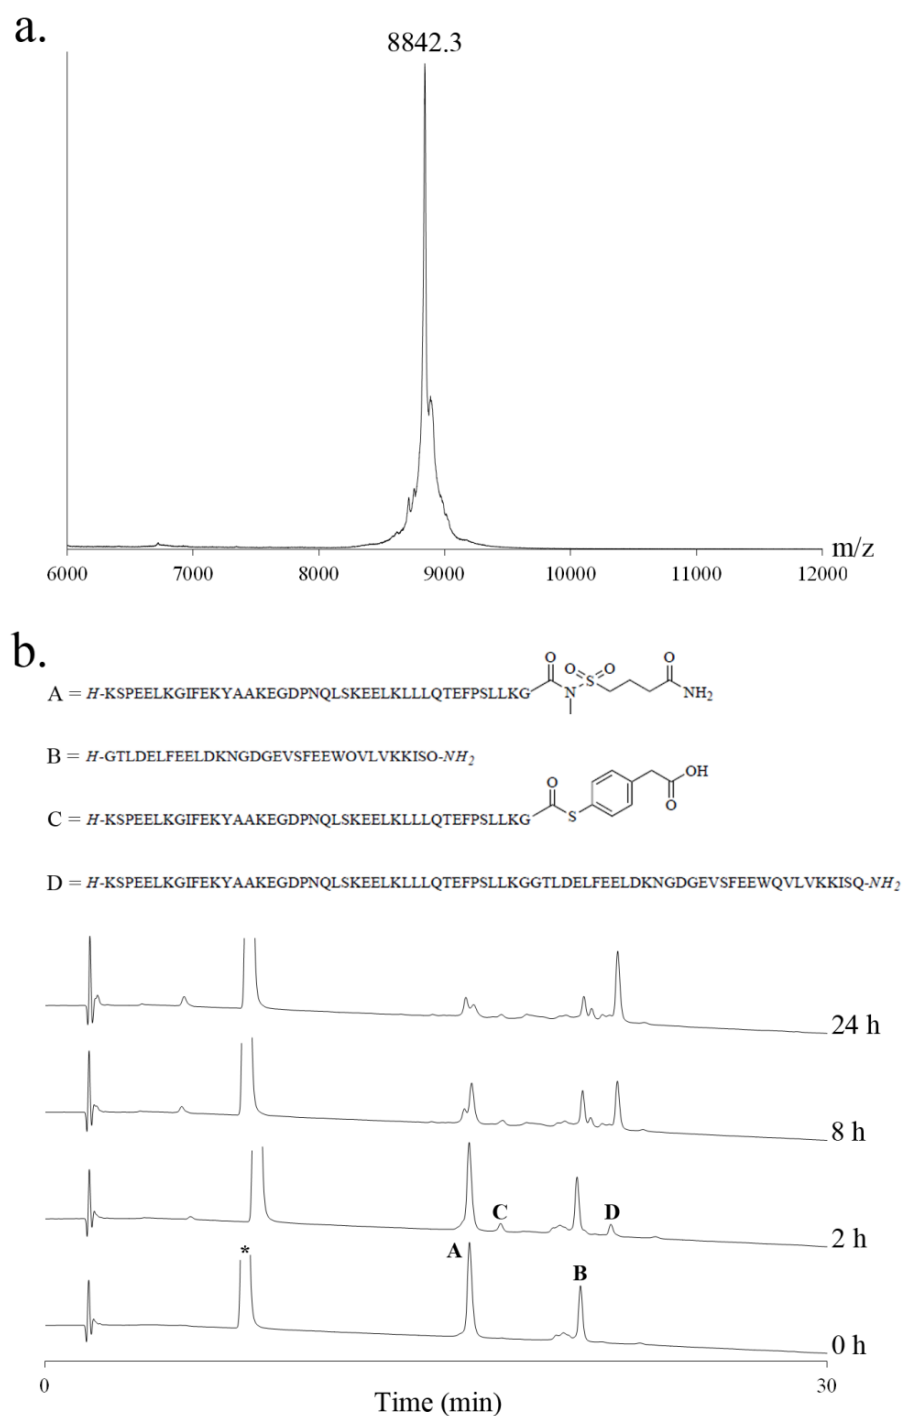 a.
8842.3
m/z
6000 7000 8000 9000 10000 11000 12000
b.
A = H-KSPEELKGIFEKYAAKEGDPNQLSKEELKLLLQTEFPSLLKG O N O S O O NH2
B = H-GTLDELFEELDKNGDGEVSFEEWOVLVKKISO-NH2
C = H-KSPEELKGIFEKYAAKEGDPNQLSKEELKLLLQTEFPSLLKG O S OH O
D = H-KSPEELKGIFEKYAAKEGDPNQLSKEELKLLLQTEFPSLLKGGTLDELFEELDKNGDGEVSFEEWQVLVKKISQ-NH2
24 h
8 h
C D
2 h
* A B
0 h
0 30
Time (min)